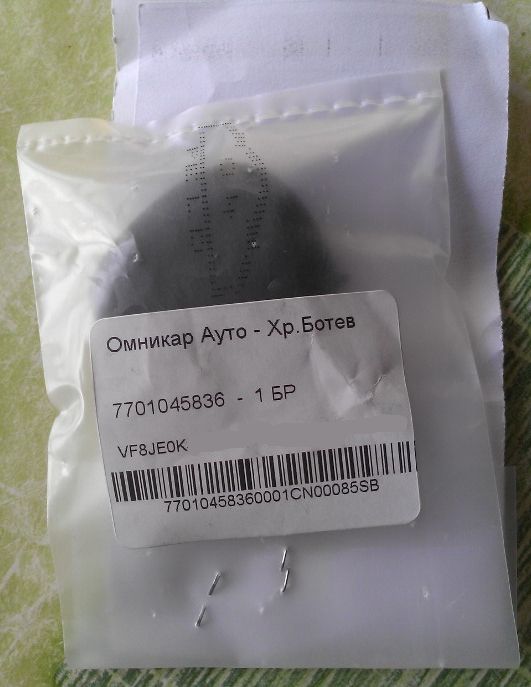 Омникар Ауто - Хр.Ботев
7701045836 - 1 БР
VF8JE0K
77010458360001CN00085SB